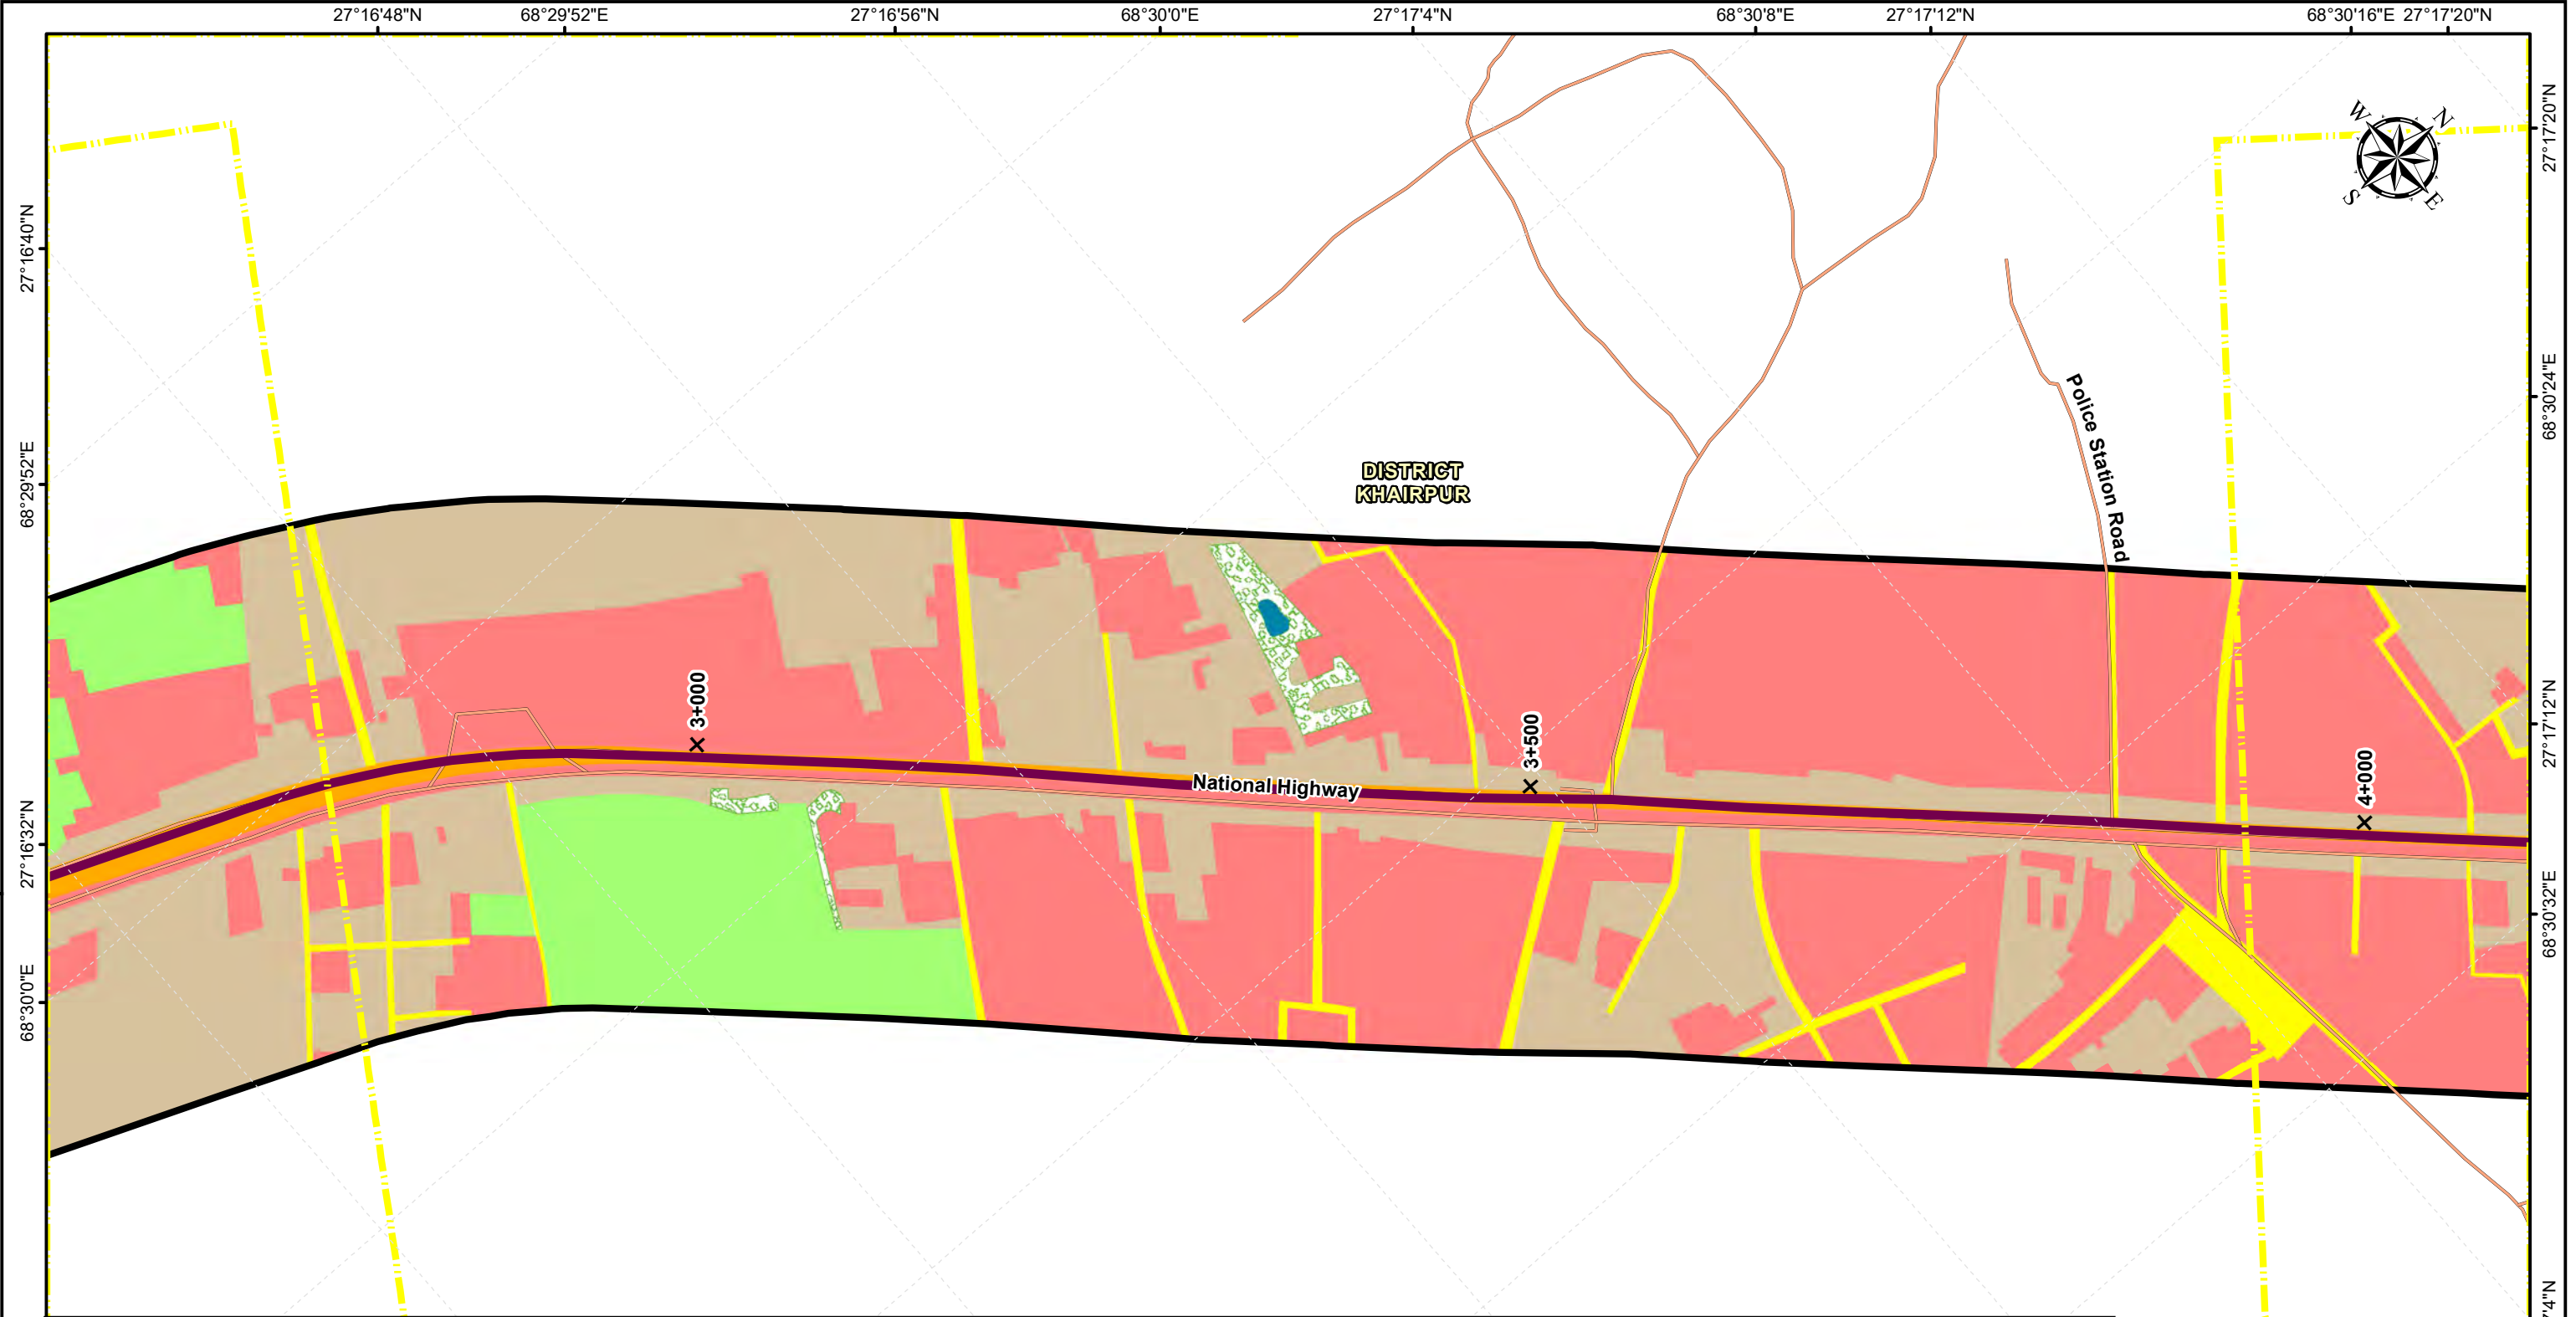 27°16'48"N
68°29'52"E
27°16'56"N
68°30'0"E
27°17'4"N
68°30'8"E
27°17'12"N
68°30'16"E
27°17'20"N
27°16'40"N
68°29'52"E
27°16'32"N
68°30'0"E
W
N
S
E
DISTRICT
KHAIRPUR
Police Station Road
3+000
3+500
4+000
National Highway
27°17'20"N
68°30'24"E
27°17'12"N
68°30'32"E
'4"N